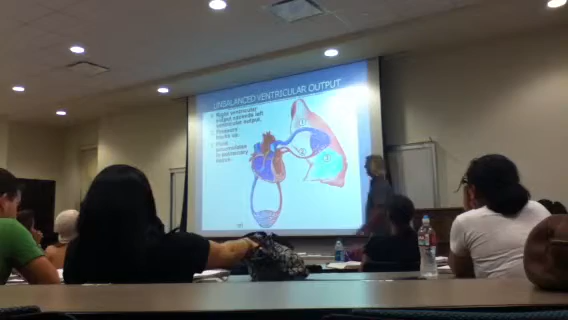 UNBALANCED VENTRICULAR OUTPUT
Right ventricular
output exceeds left
ventricular output.
Pressure
backs up.
Fluid
accumulates
in pulmonary
tissue